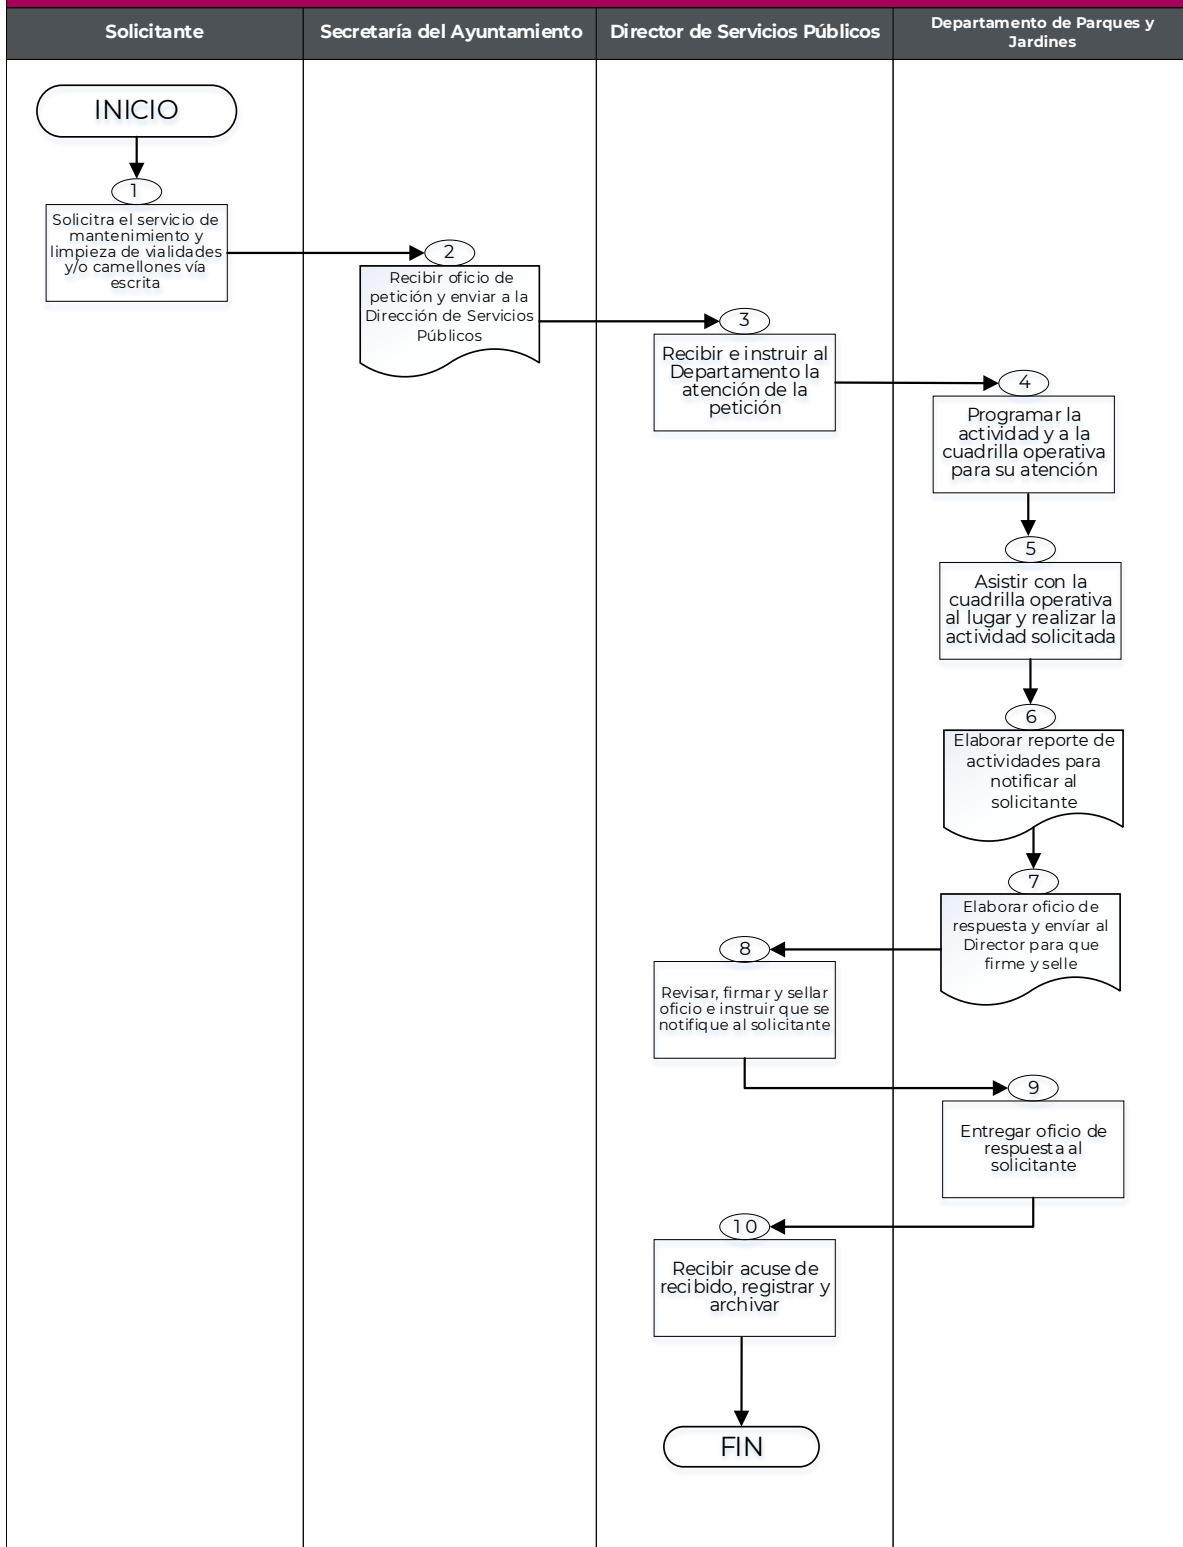 Solicitante
Secretaría del Ayuntamiento
Director de Servicios Públicos
Departamento de Parques y
Jardines
INICIO
1
Solicitra el servicio de
mantenimiento y
limpieza de vialidades
y/o camellones vía
escrita
2
Recibir oficio de
petición y enviar a la
Dirección de Servicios
Públicos
3
Recibir e instruir al
Departamento la
atención de la
petición
4
Programar la
actividad y a la
cuadrilla operativa
para su atención
5
Asistir con la
cuadrilla operativa
al lugar y realizar la
actividad solicitada
6
Elaborar reporte de
actividades para
notificar al
solicitante
7
Elaborar oficio de
respuesta y envíar al
Director para que
firme y selle
8
Revisar, firmar y sellar
oficio e instruir que se
notifique al solicitante
9
Entregar oficio de
respuesta al
solicitante
10
Recibir acuse de
recibido, registrar y
archivar
FIN